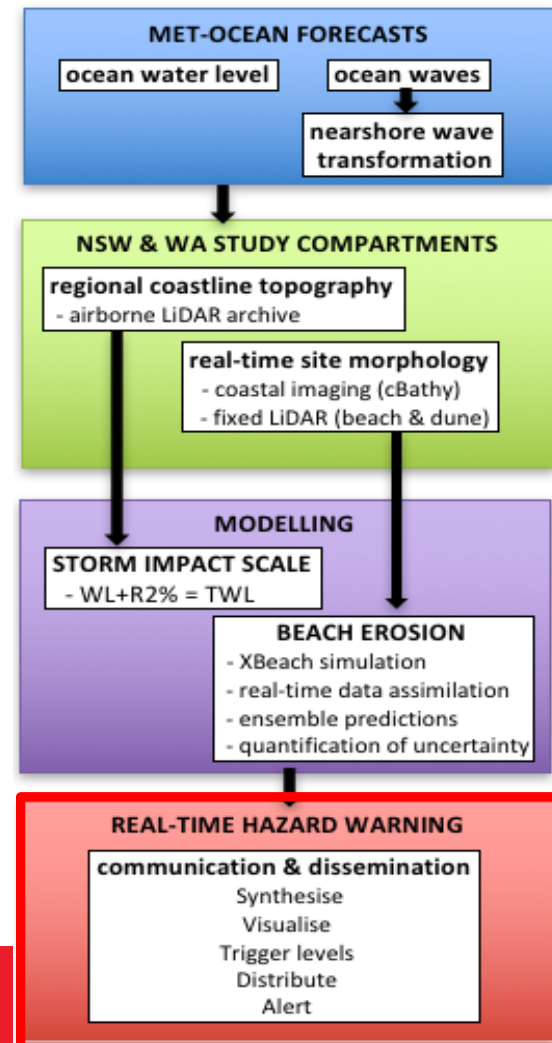 MET-OCEAN FORECASTS
ocean water level
ocean waves
nearshore wave
transformation
NSW & WA STUDY COMPARTMENTS
regional coastline topography
- airborne LiDAR archive
real-time site morphology
- coastal imaging (cBathy)
- fixed LiDAR (beach & dune)
MODELLING
STORM IMPACT SCALE
- WL+R2% = TWL
BEACH EROSION
- XBeach simulation
- real-time data assimilation
- ensemble predictions
- quantification of uncertainty
REAL-TIME HAZARD WARNING
communication & dissemination
Synthesise
Visualise
Trigger levels
Distribute
Alert